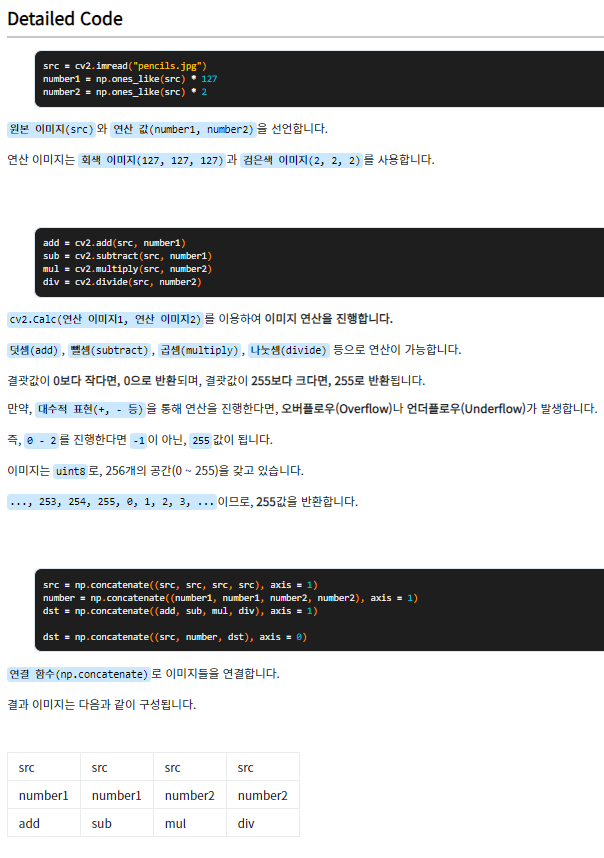 Detailed Code
src = cv2.imread("pencils.jpg")
number1 = np.ones_like(src) * 127
number2 = np.ones_like(src) * 2
원본 이미지(src)와 연산 값(number1, number2)을 선언합니다.
연산 이미지는 회색 이미지(127, 127, 127)과 검은색 이미지(2, 2, 2)를 사용합니다.
add = cv2.add(src, number1)
sub = cv2.subtract(src, number1)
mul = cv2.multiply(src, number2)
div = cv2.divide(src, number2)
cv2.Calc(연산 이미지1, 연산 이미지2)를 이용하여 이미지 연산을 진행합니다.
덧셈(add), 뺄셈(subtract), 곱셈(multiply), 나눗셈(divide) 등으로 연산이 가능합니다.
결괏값이 0보다 작다면, 0으로 반환되며, 결괏값이 255보다 크다면, 255로 반환됩니다.
만약, 대수적 표현(+, - 등)을 통해 연산을 진행한다면, 오버플로우(Overflow)나 언더플로우(Underflow)가 발생합니다.
즉, 0 - 2를 진행한다면 -1이 아닌, 255 값이 됩니다.
이미지는 uint8로, 256개의 공간(0 ~ 255)을 갖고 있습니다.
..., 253, 254, 255, 0, 1, 2, 3, ...이므로, 255값을 반환합니다.
src = np.concatenate((src, src, src, src), axis = 1)
number = np.concatenate((number1, number1, number2, number2), axis = 1)
dst = np.concatenate((add, sub, mul, div), axis = 1)
dst = np.concatenate((src, number, dst), axis = 0)
연결 함수(np.concatenate)로 이미지들을 연결합니다.
결과 이미지는 다음과 같이 구성됩니다.
src src src src
number1 number1 number2 number2
add sub mul div